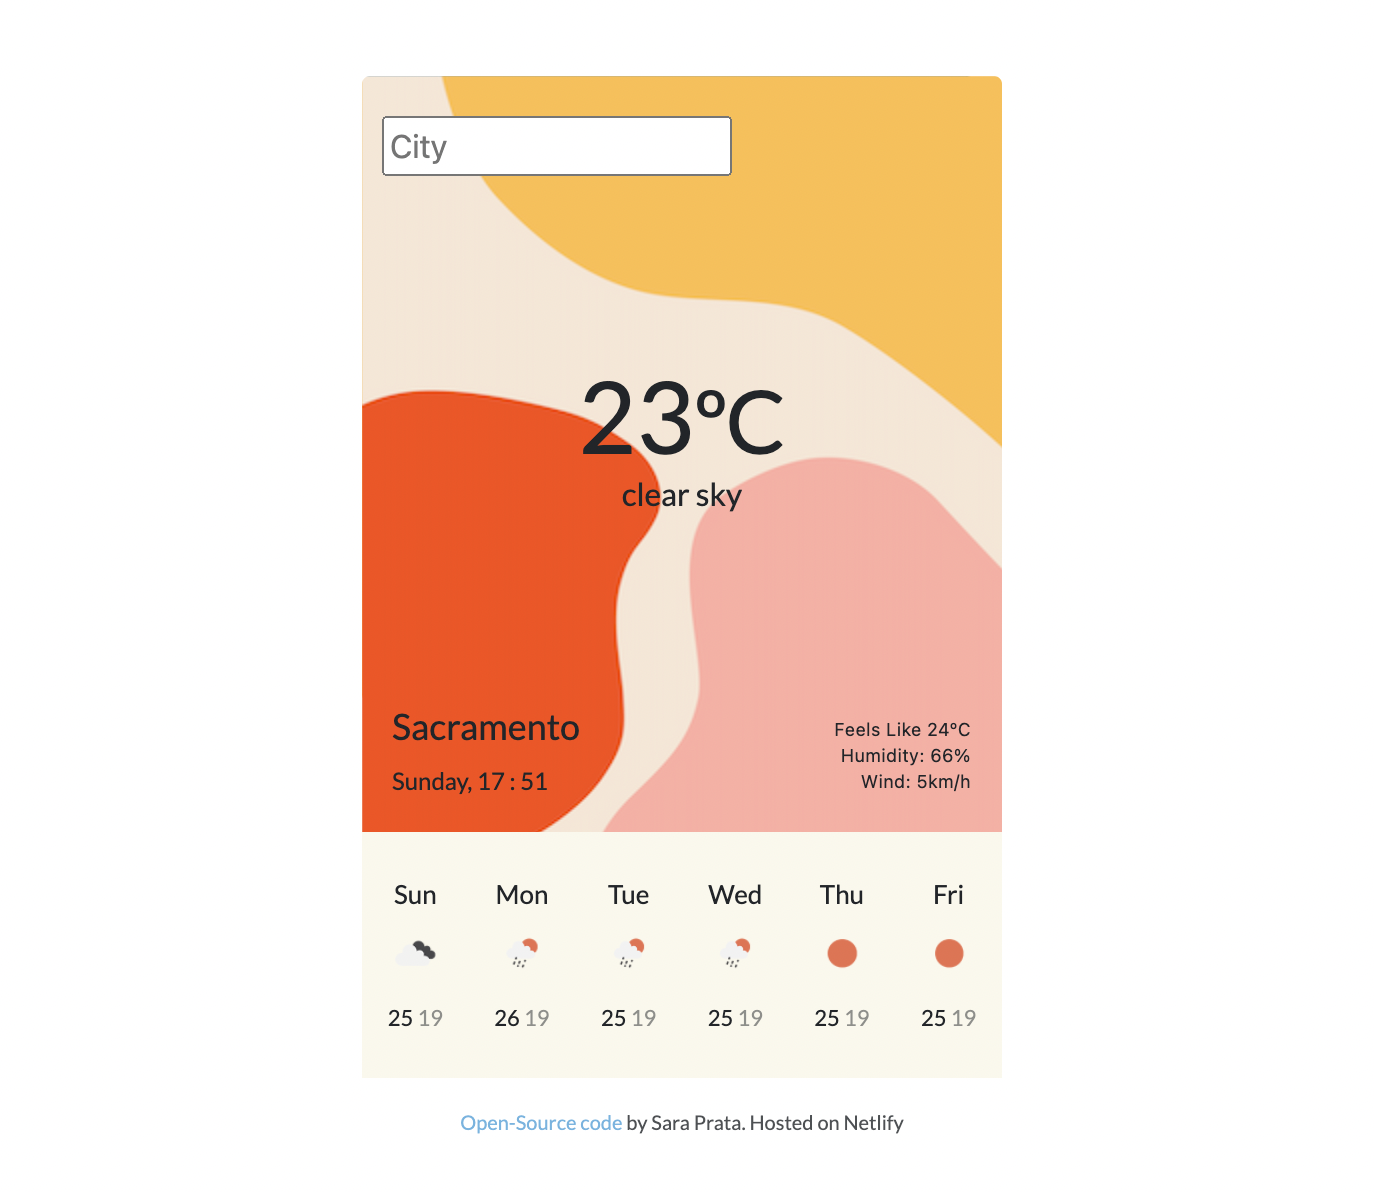 City
23°C
clear sky
Sacramento
Sunday, 17 : 51
Feels Like 24°C
Humidity: 66%
Wind: 5km/h
Sun Mon Tue Wed Thu Fri
25 19 26 19 25 19 25 19 25 19 25 19
Open-Source code by Sara Prata. Hosted on Netlify